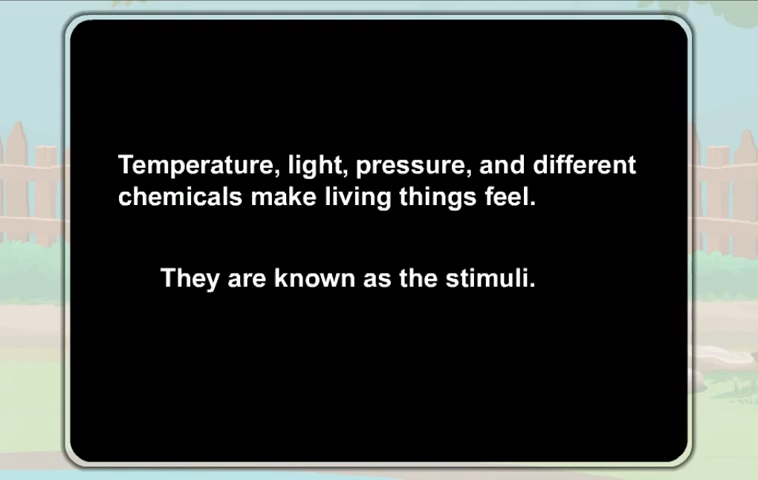 Temperature, light, pressure, and different
chemicals make living things feel.
They are known as the stimuli.